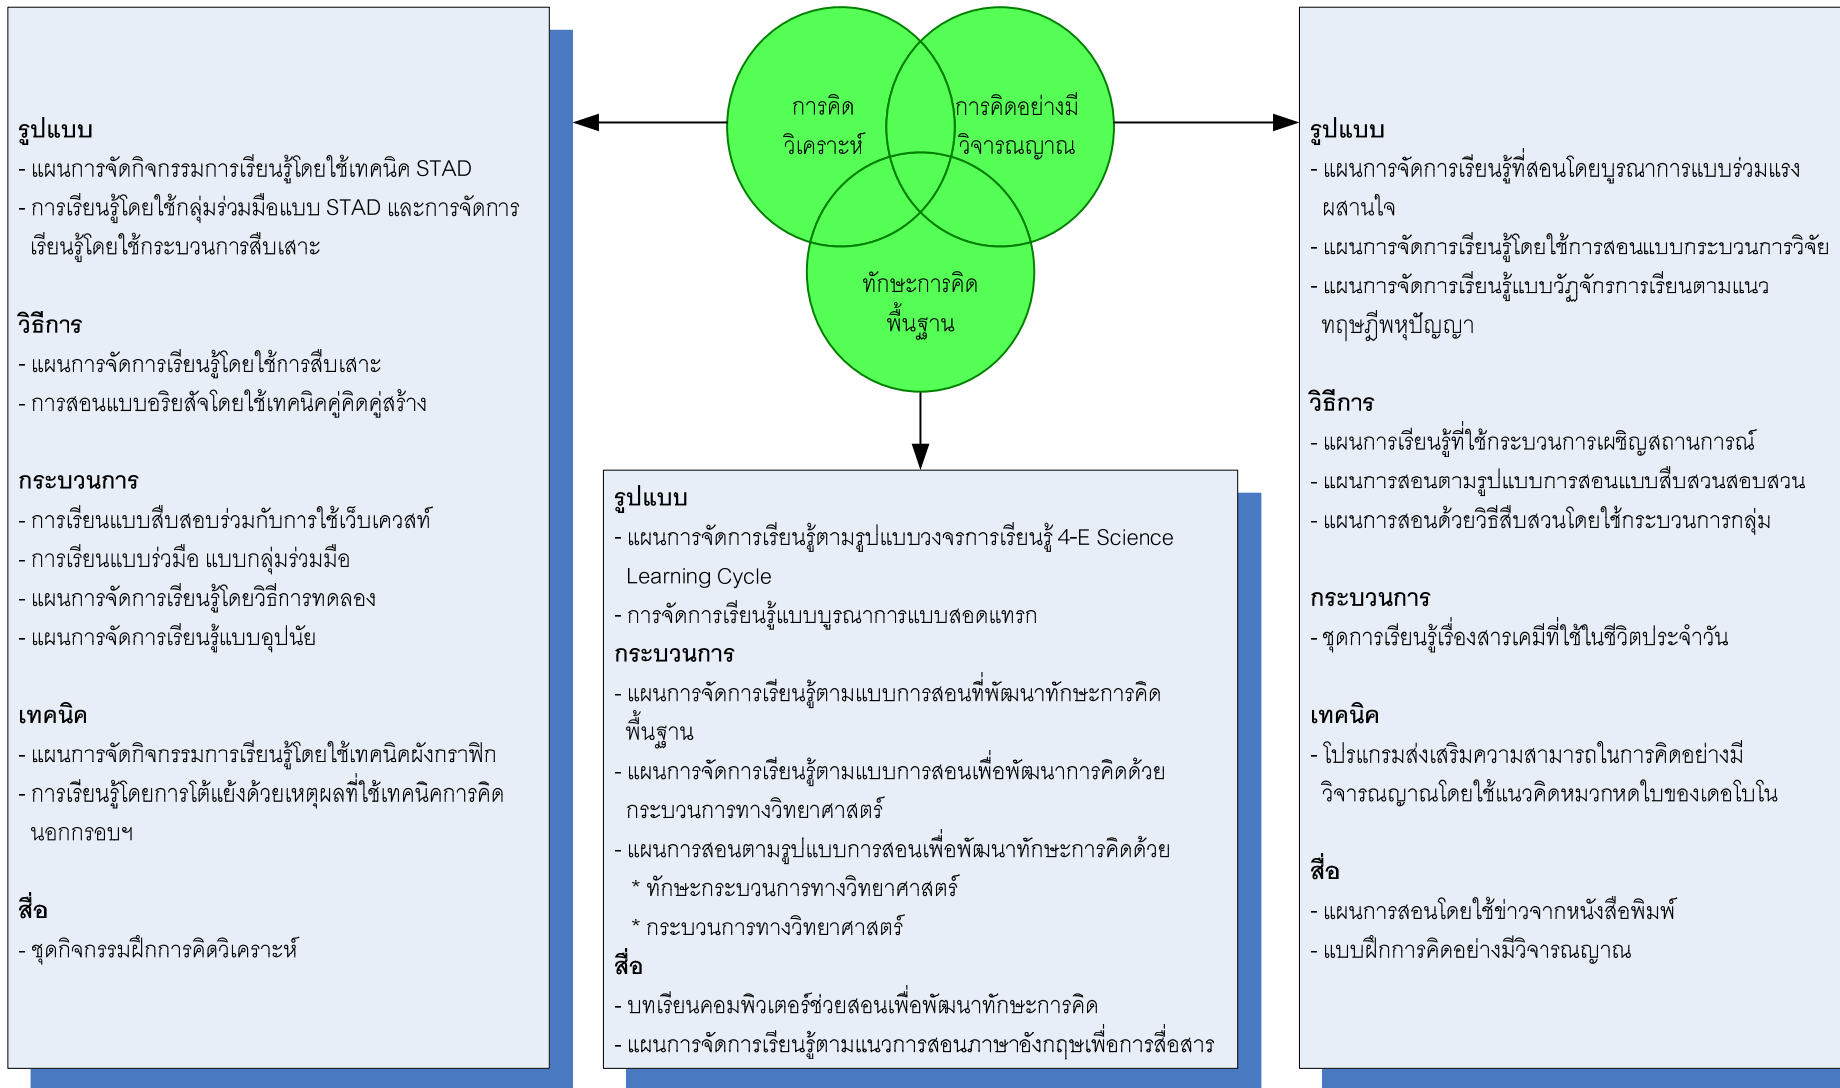 การคิด
วิเคราะห์
การคิดอย่างมี
วิจารณญาณ
ทักษะการคิด
พื้นฐาน
รูปแบบ
- แผนการจัดกิจกรรมการเรียนรู้โดยใช้เทคนิค STAD
- การเรียนรู้โดยใช้กลุ่มร่วมมือแบบ STAD และการจัดการ
เรียนรู้โดยใช้กระบวนการสืบเสาะ
วิธีการ
- แผนการจัดการเรียนรู้โดยใช้การสืบเสาะ
- การสอนแบบอริยสัจโดยใช้เทคนิคคู่คิดคู่สร้าง
กระบวนการ
- การเรียนแบบสืบสอบร่วมกับการใช้เว็บเควสท์
- การเรียนแบบร่วมือ แบบกลุ่มร่วมมือ
- แผนการจัดการเรียนรู้โดยวิธีการทดลอง
- แผนการจัดการเรียนรู้แบบอุปนัย
เทคนิค
- แผนการจัดกิจกรรมการเรียนรู้โดยใช้เทคนิคผังกราฟิก
- การเรียนรู้โดยการโต้แย้งด้วยเหตุผลที่ใช้เทคนิคการคิด
นอกกรอบฯ
สื่อ
- ชุดกิจกรรมฝึกการคิดวิเคราะห์
รูปแบบ
- แผนการจัดการเรียนรู้ตามรูปแบบวงจรการเรียนรู้ 4-E Science
Learning Cycle
- การจัดการเรียนรู้แบบบูรณาการแบบสอดแทรก
กระบวนการ
- แผนการจัดการเรียนรู้ตามแบบการสอนที่พัฒนาทักษะการคิด
พื้นฐาน
- แผนการจัดการเรียนรู้ตามแบบการสอนเพื่อพัฒนาการคิดด้วย
กระบวนการทางวิทยาศาสตร์
- แผนการสอนตามรูปแบบการสอนเพื่อพัฒนาทักษะการคิดด้วย
* ทักษะกระบวนการทางวิทยาศาสตร์
* กระบวนการทางวิทยาศาสตร์
สื่อ
- บทเรียนคอมพิวเตอร์ช่วยสอนเพื่อพัฒนาทักษะการคิด
- แผนการจัดการเรียนรู้ตามแนวการสอนภาษาอังกฤษเพื่อการสื่อสาร
รูปแบบ
- แผนการจัดการเรียนรู้ที่สอนโดยบูรณาการแบบร่วมแรง
ผสานใจ
- แผนการจัดการเรียนรู้โดยใช้การสอนแบบกระบวนการวิจัย
- แผนการจัดการเรียนรู้แบบวัฏจักรการเรียนตามแนว
ทฤษฎีพหุปัญญา
วิธีการ
- แผนการเรียนรู้ที่ใช้กระบวนการเผชิญสถานการณ์
- แผนการสอนตามรูปแบบการสอนแบบสืบสวนสอบสวน
- แผนการสอนด้วยวิธีสืบสวนโดยใช้กระบวนการกลุ่ม
กระบวนการ
- ชุดการเรียนรู้เรื่องสารเคมีที่ใช้ในชีวิตประจำวัน
เทคนิค
- โปรแกรมส่งเสริมความสามารถในการคิดอย่างมี
วิจารณญาณโดยใช้แนวคิดหมวกหกใบของเดอโบโน
สื่อ
- แผนการสอนโดยใช้ข่าวจากหนังสือพิมพ์
- แบบฝึกการคิดอย่างมีวิจารณญาณ